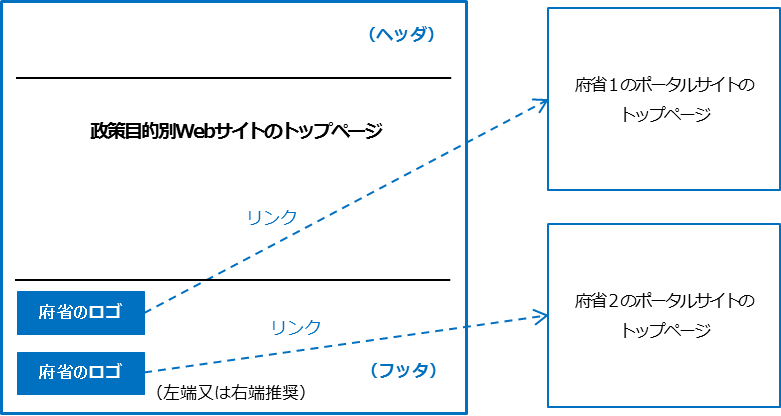 （ヘッダ）
政策目的別Webサイトのトップページ
リンク
府省のロゴ
リンク
府省のロゴ
（フッタ）
（左端又は右端推奨）
府省１のポータルサイトの
トップページ
府省２のポータルサイトの
トップページ